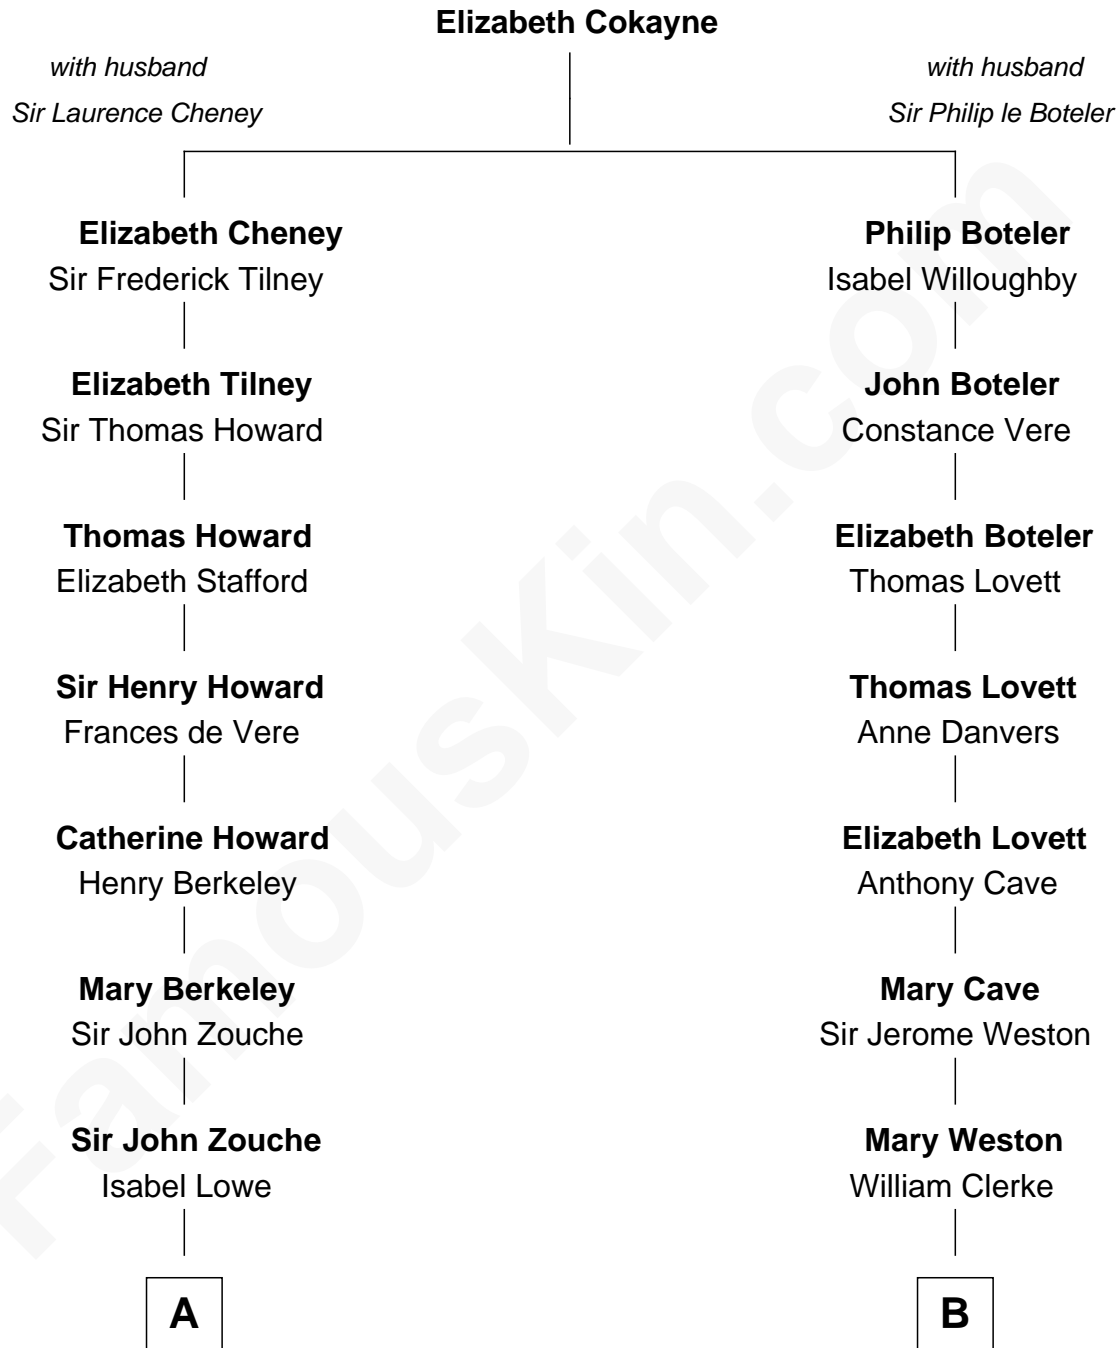 Elizabeth Cokayne
with husband
Sir Laurence Cheney
with husband
Sir Philip le Boteler
Elizabeth Cheney
Sir Frederick Tilney
Philip Boteler
Isabel Willoughby
Elizabeth Tilney
Sir Thomas Howard
John Boteler
Constance Vere
Thomas Howard
Elizabeth Stafford
Elizabeth Boteler
Thomas Lovett
Sir Henry Howard
Frances de Vere
Thomas Lovett
Anne Danvers
Catherine Howard
Henry Berkeley
Elizabeth Lovett
Anthony Cave
Mary Berkeley
Sir John Zouche
Mary Cave
Sir Jerome Weston
Sir John Zouche
Isabel Lowe
Mary Weston
William Clerke
A
B
FamousKin.com